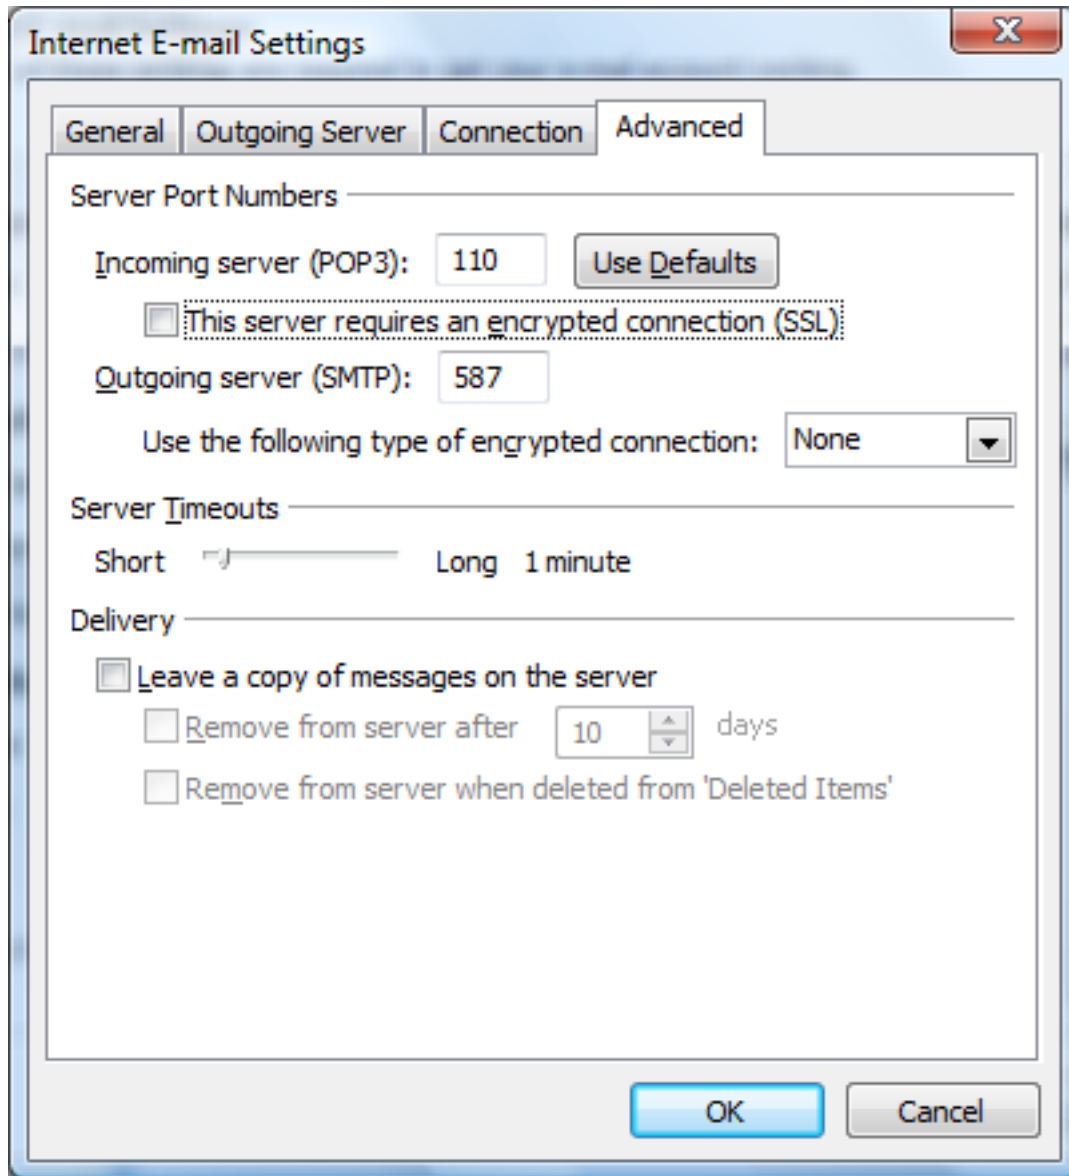 Internet E-mail Settings
X
General Outgoing Server Connection Advanced
Server Port Numbers
Incoming server (POP3): 110 Use Defaults
This server requires an encrypted connection (SSL)
Outgoing server (SMTP): 587
Use the following type of encrypted connection: None
Server Timeouts
Short Long 1 minute
Delivery
Leave a copy of messages on the server
Remove from server after 10 days
Remove from server when deleted from 'Deleted Items'
OK Cancel